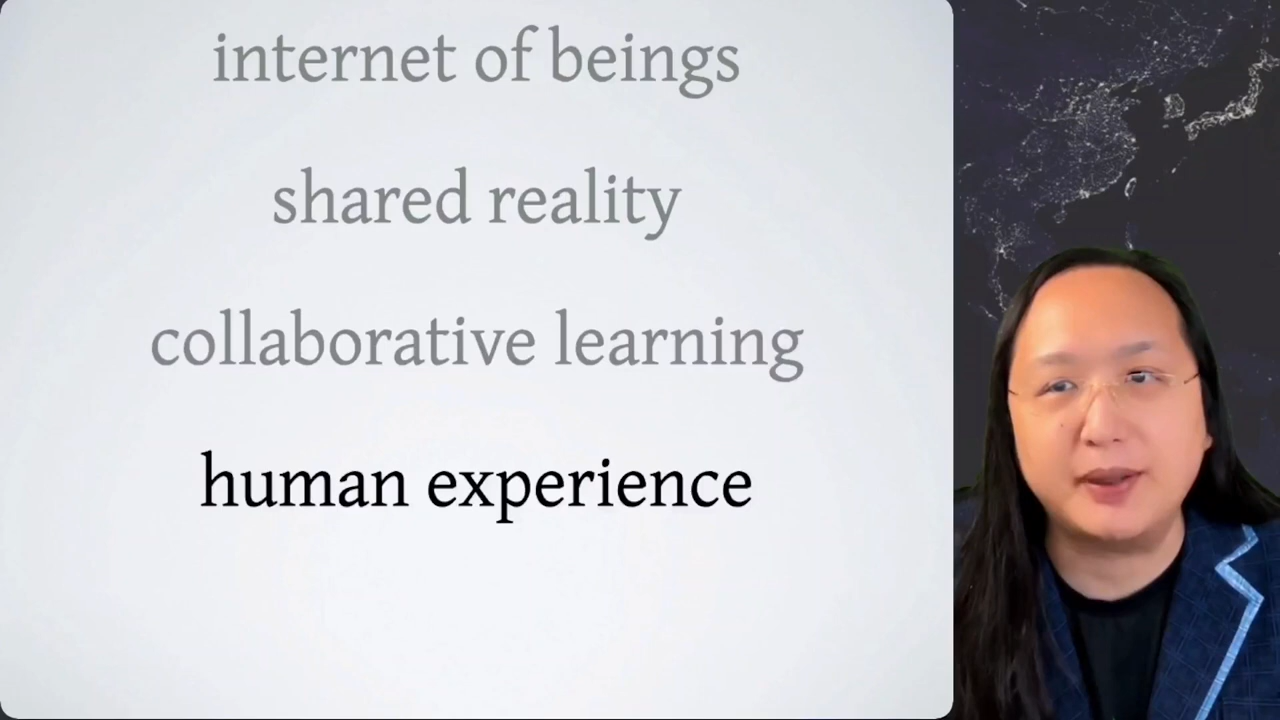 internet of beings
shared reality
collaborative learning
human experience